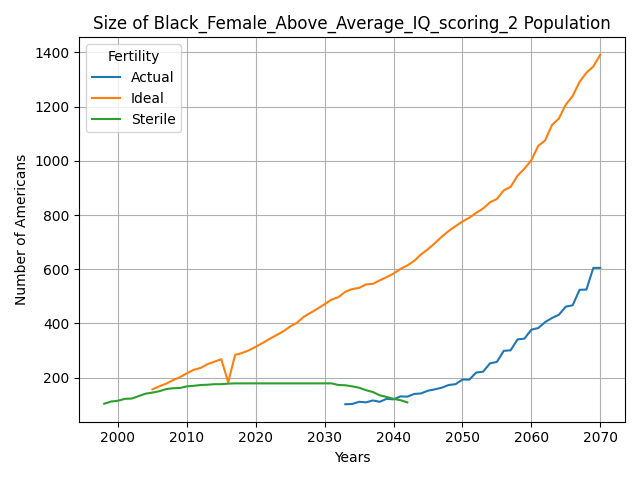 Size of Black_Female_Above_Average_IQ_scoring_2 Population
Fertility
Actual
Ideal
Sterile
Number of Americans
1400
1200
1000
800
600
400
200
2000 2010 2020 2030 2040 2050 2060 2070
Years